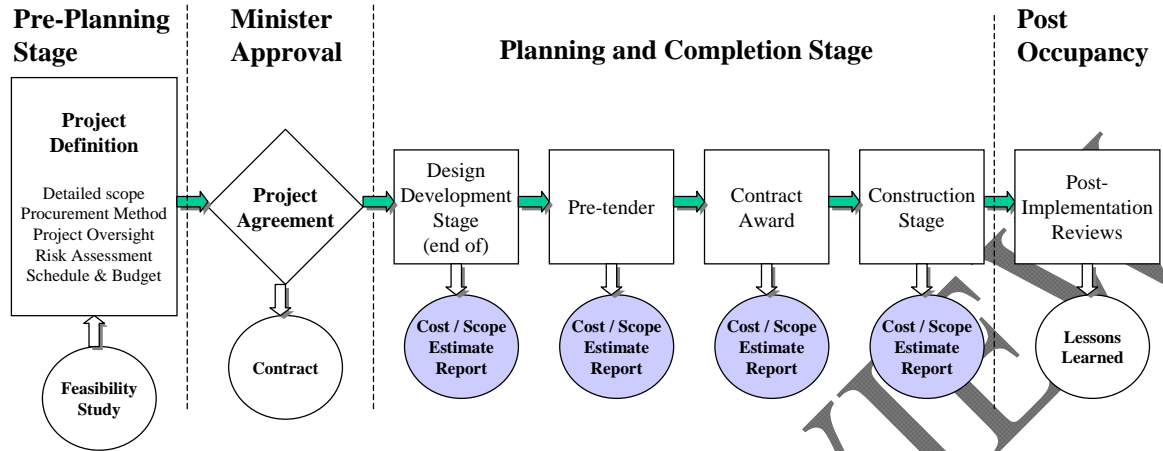 Pre-Planning
Stage
Minister
Approval
Planning and Completion Stage
Post
Occupancy
Project
Definition
Detailed scope
Procurement Method
Project Oversight
Risk Assessment
Schedule & Budget
Project
Agreement
Design
Development
Stage
(end of)
Pre-tender
Contract
Award
Construction
Stage
Post-
Implementation
Reviews
Feasibility
Study
Contract
Cost / Scope
Estimate
Report
Cost / Scope
Estimate
Report
Cost / Scope
Estimate
Report
Cost / Scope
Estimate
Report
Lessons
Learned